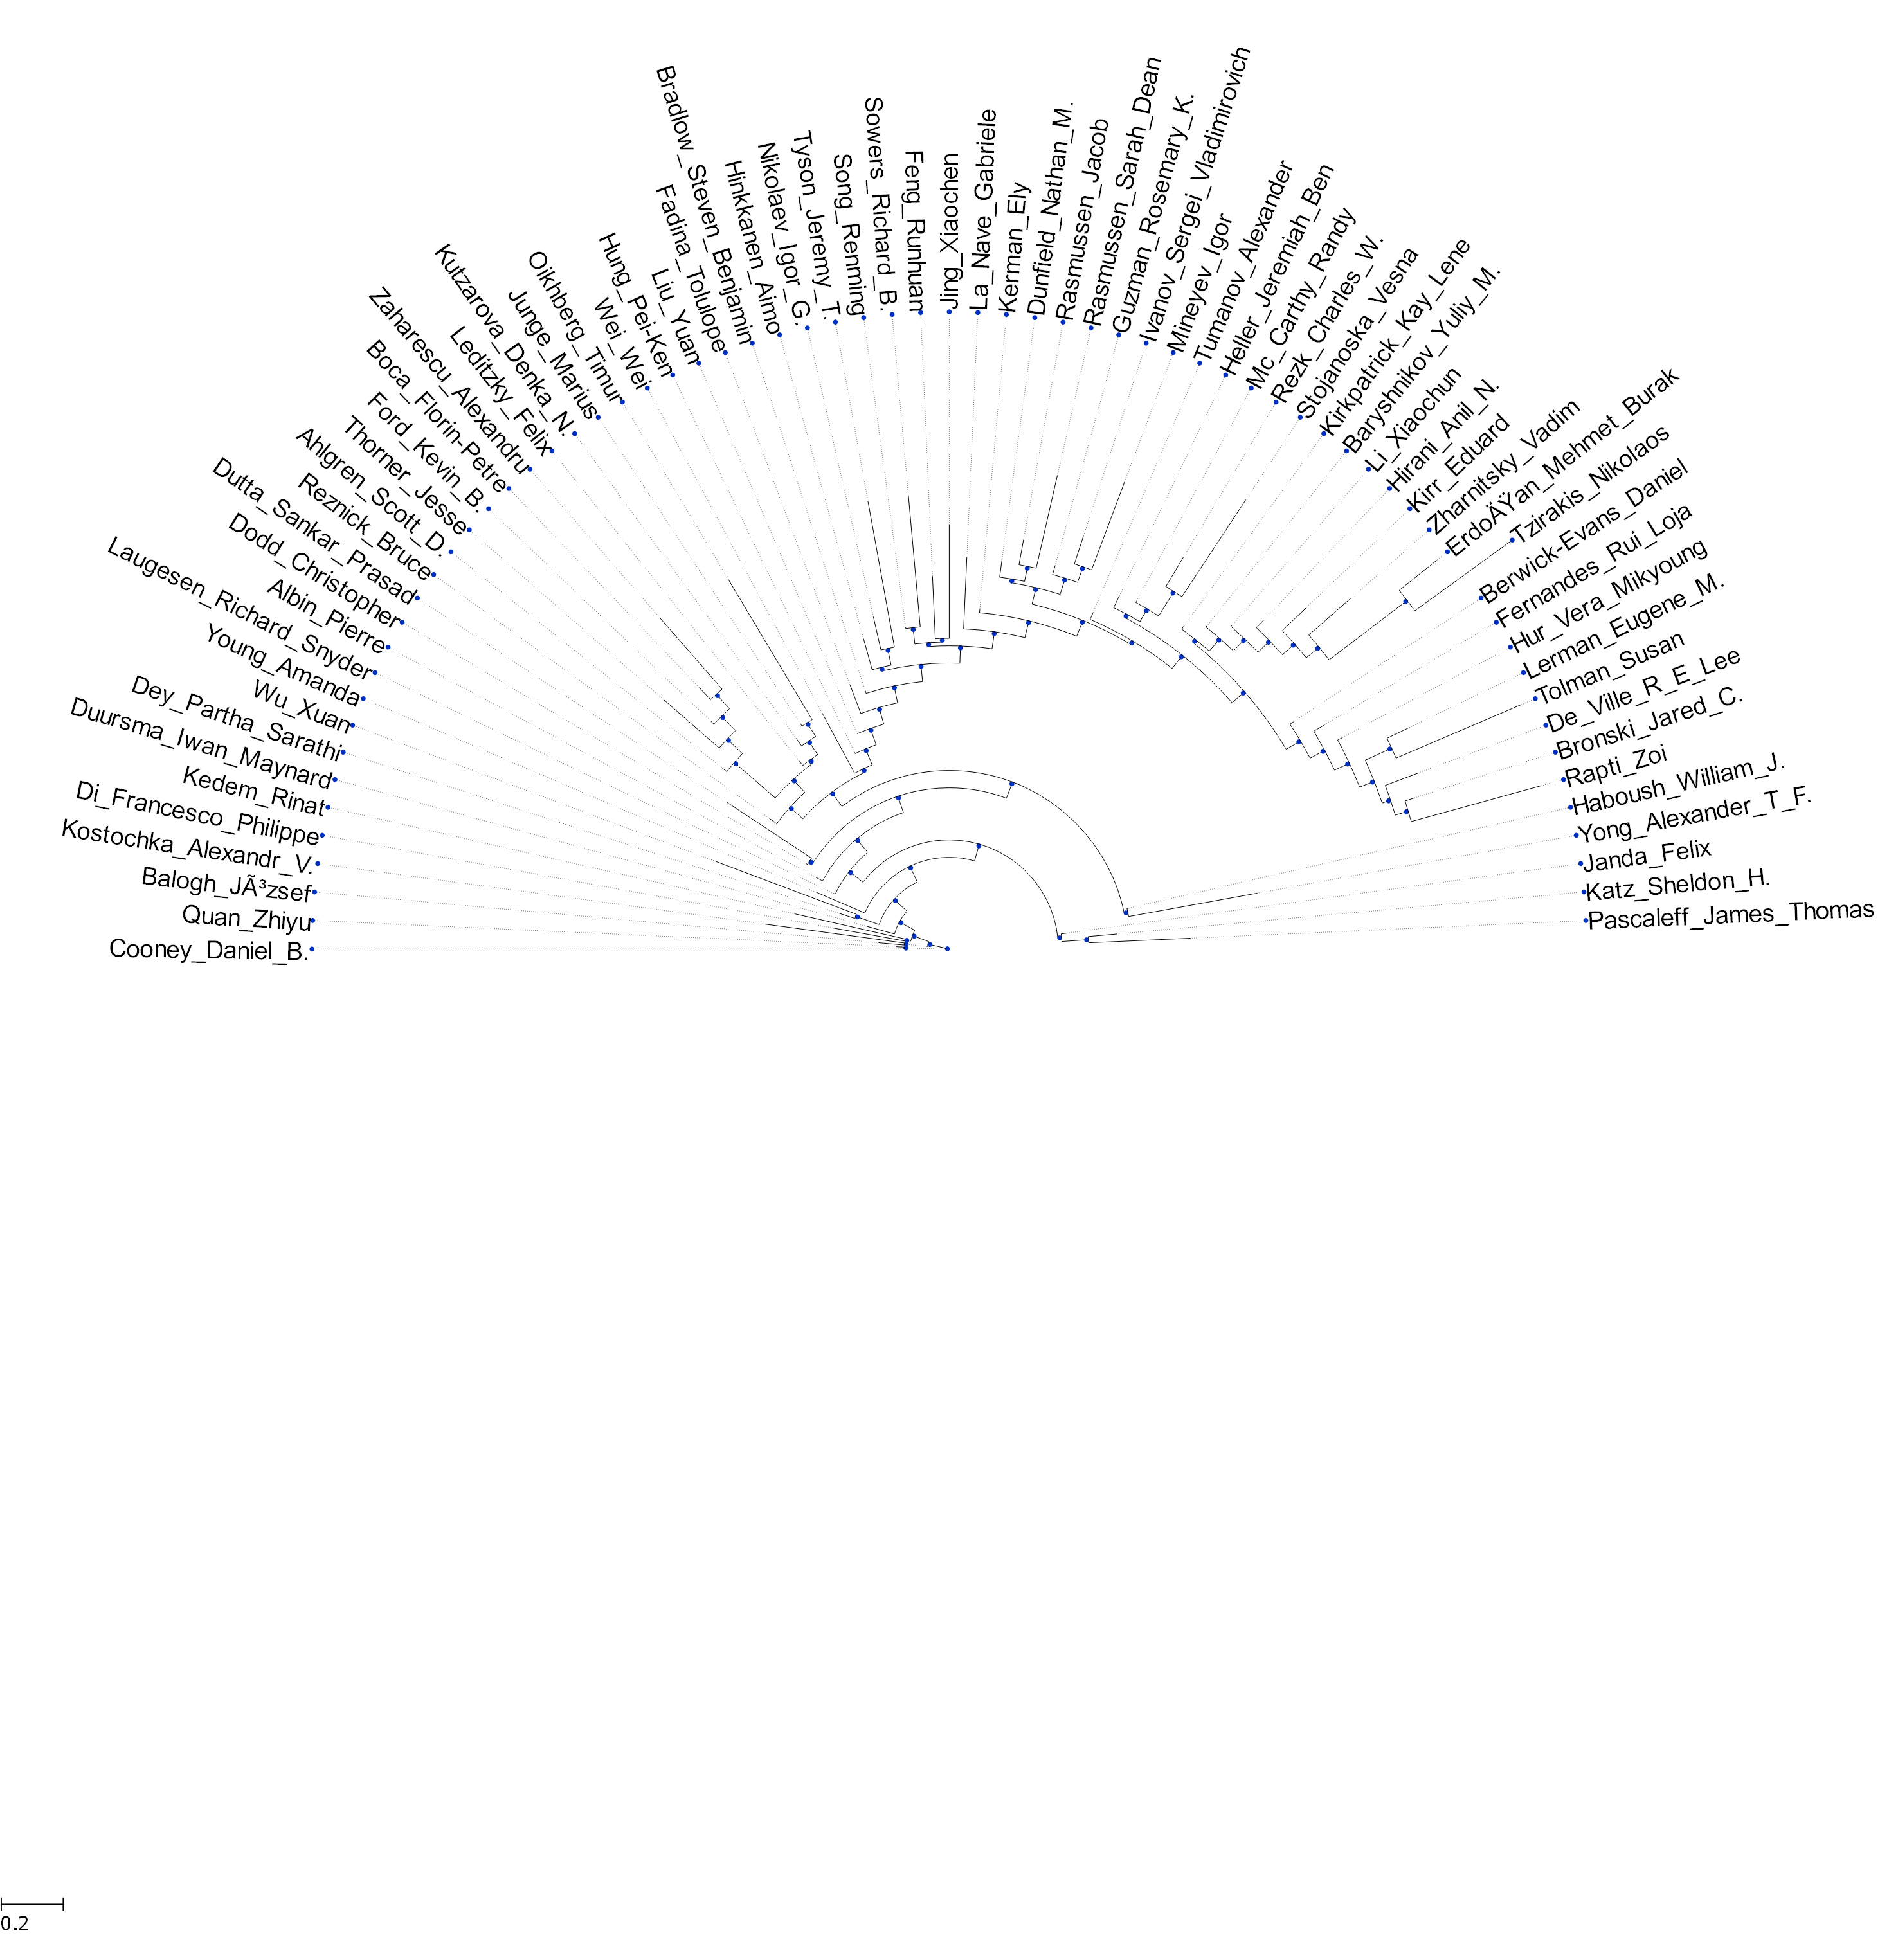 Cooney_Daniel_B.
Quan_Zhiyu
Balogh_JÃ³zsef
Kostochka_Alexandr_V.
Di_Francesco_Philippe
Kedem_Rinat
Duursma_Iwan_Maynard
Dey_Partha_Sarathi
Wu_Xuan
Young_Amanda
Laugesen_Richard_Snyder
Albin_Pierre
Dodd_Christopher
Dutta_Sankar_Prasad
Reznick_Bruce
Ahlgren_Scott_D.
Thorner_Jesse
Ford_Kevin_B.
Boca_Florin-Petre
Zaharescu_Alexandru
Leditzky_Felix
Kutzarova_Denka_N.
Junge_Marius
Oikhberg_Timur
Wei_Wei
Hung_Pei-Ken
Liu_Yuan
Fadina_Tolulope
Bradlow_Steven_Benjamin
Hinkkanen_Aimo
Nikolaev_Igor_G.
Tyson_Jeremy_T.
Song_Renming
Sowers_Richard_B.
Feng_Runhuan
Jing_Xiaochen
La_Nave_Gabriele
Kerman_Ely
Dunfield_Nathan_M.
Rasmussen_Jacob
Rasmussen_Sarah_Dean
Guzman_Rosemary_K.
Ivanov_Sergei_Vladimirovich
Mineyev_Igor
Tumanov_Alexander
Heller_Jeremiah_Ben
Mc_Carthy_Randy
Rezk_Charles_W.
Stojanoska_Vesna
Kirkpatrick_Kay_Lene
Baryshnikov_Yuliy_M.
Li_Xiaochun
Hirani_Anil_N.
Kirr_Eduard
Zharnitsky_Vadim
ErdoÄŸan_Mehmet_Burak
Tzirakis_Nikolaos
Berwick-Evans_Daniel
Fernandes_Rui_Loja
Hur_Vera_Mikyoung
Lerman_Eugene_M.
Tolman_Susan
De_Ville_R_E_Lee
Bronski_Jared_C.
Rapti_Zoi
Haboush_William_J.
Yong_Alexander_T_F.
Janda_Felix
Katz_Sheldon_H.
Pascaleff_James_Thomas
0.2